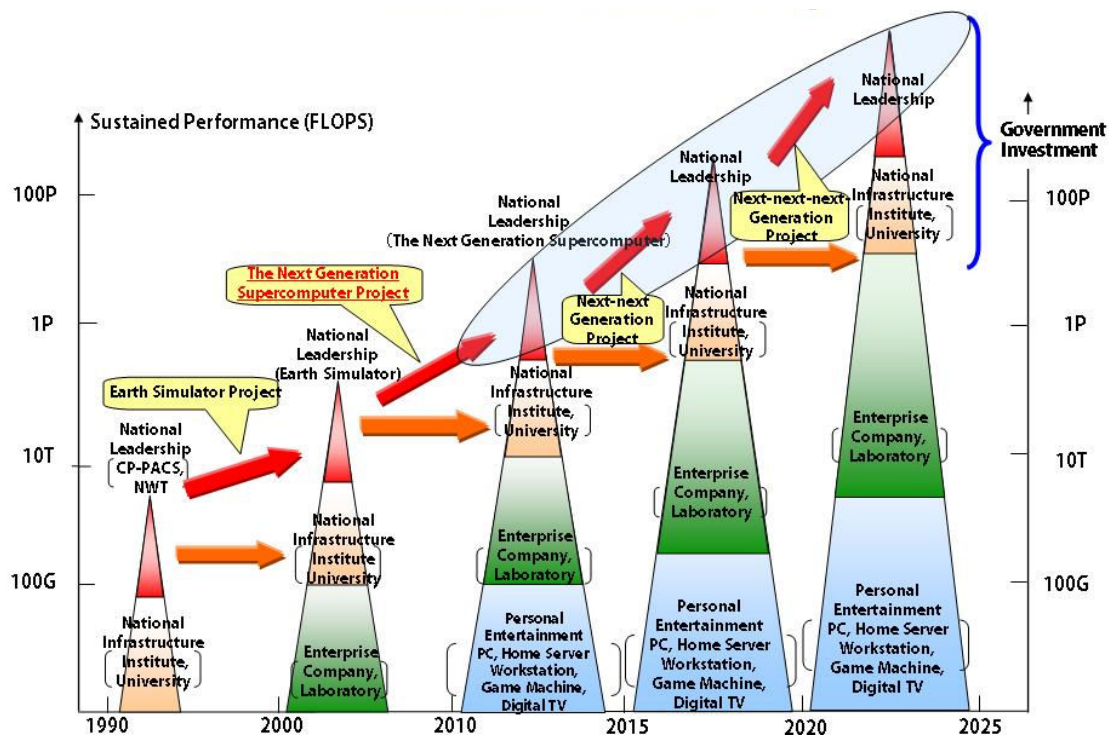 Sustained Performance (FLOPS)
100P
1P
10T
100G
1990
2000
2010
2015
2020
2025
100P
1P
10T
100G
Government
Investment
Earth Simulator Project
The Next Generation
Supercomputer Project
Next-next
Generation
Project
Next-next-next-
Generation
Project
National
Leadership
CP-PACS,
NWT
National
Infrastructure
Institute,
University
National
Leadership
(Earth Simulator)
National
Infrastructure
Institute
University
Enterprise
Company,
Laboratory
National
Leadership
(The Next Generation Supercomputer)
National
Infrastructure
Institute,
University
Enterprise
Company,
Laboratory
Personal
Entertainment
PC, Home Server
Workstation,
Game Machine,
Digital TV
National
Leadership
National
Infrastructure
Institute,
University
Enterprise
Company,
Laboratory
Personal
Entertainment
PC, Home Server
Workstation,
Game Machine,
Digital TV
National
Leadership
National
Infrastructure
Institute,
University
Enterprise
Company,
Laboratory
Personal
Entertainment
PC, Home Server
Workstation,
Game Machine,
Digital TV